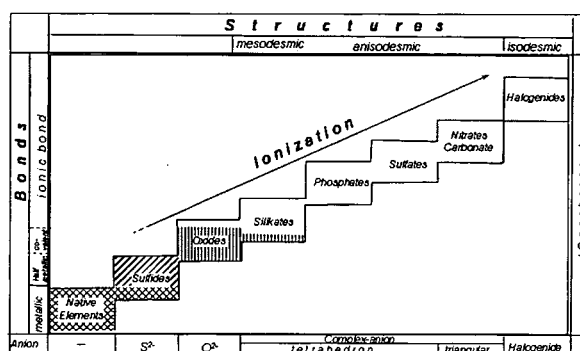 Structures
mesodesmic anisodesmic isodesmic
Bonds
ionic bond
metallic
Ionization
Halogenides
Nitrates
Carbonate
Sulfates
Phosphates
Silikates
Oxides
Sulfides
Native
Elements
Anion — S²⁻ O²⁻ Complex-anion Halogenide
tetrahedron triangular